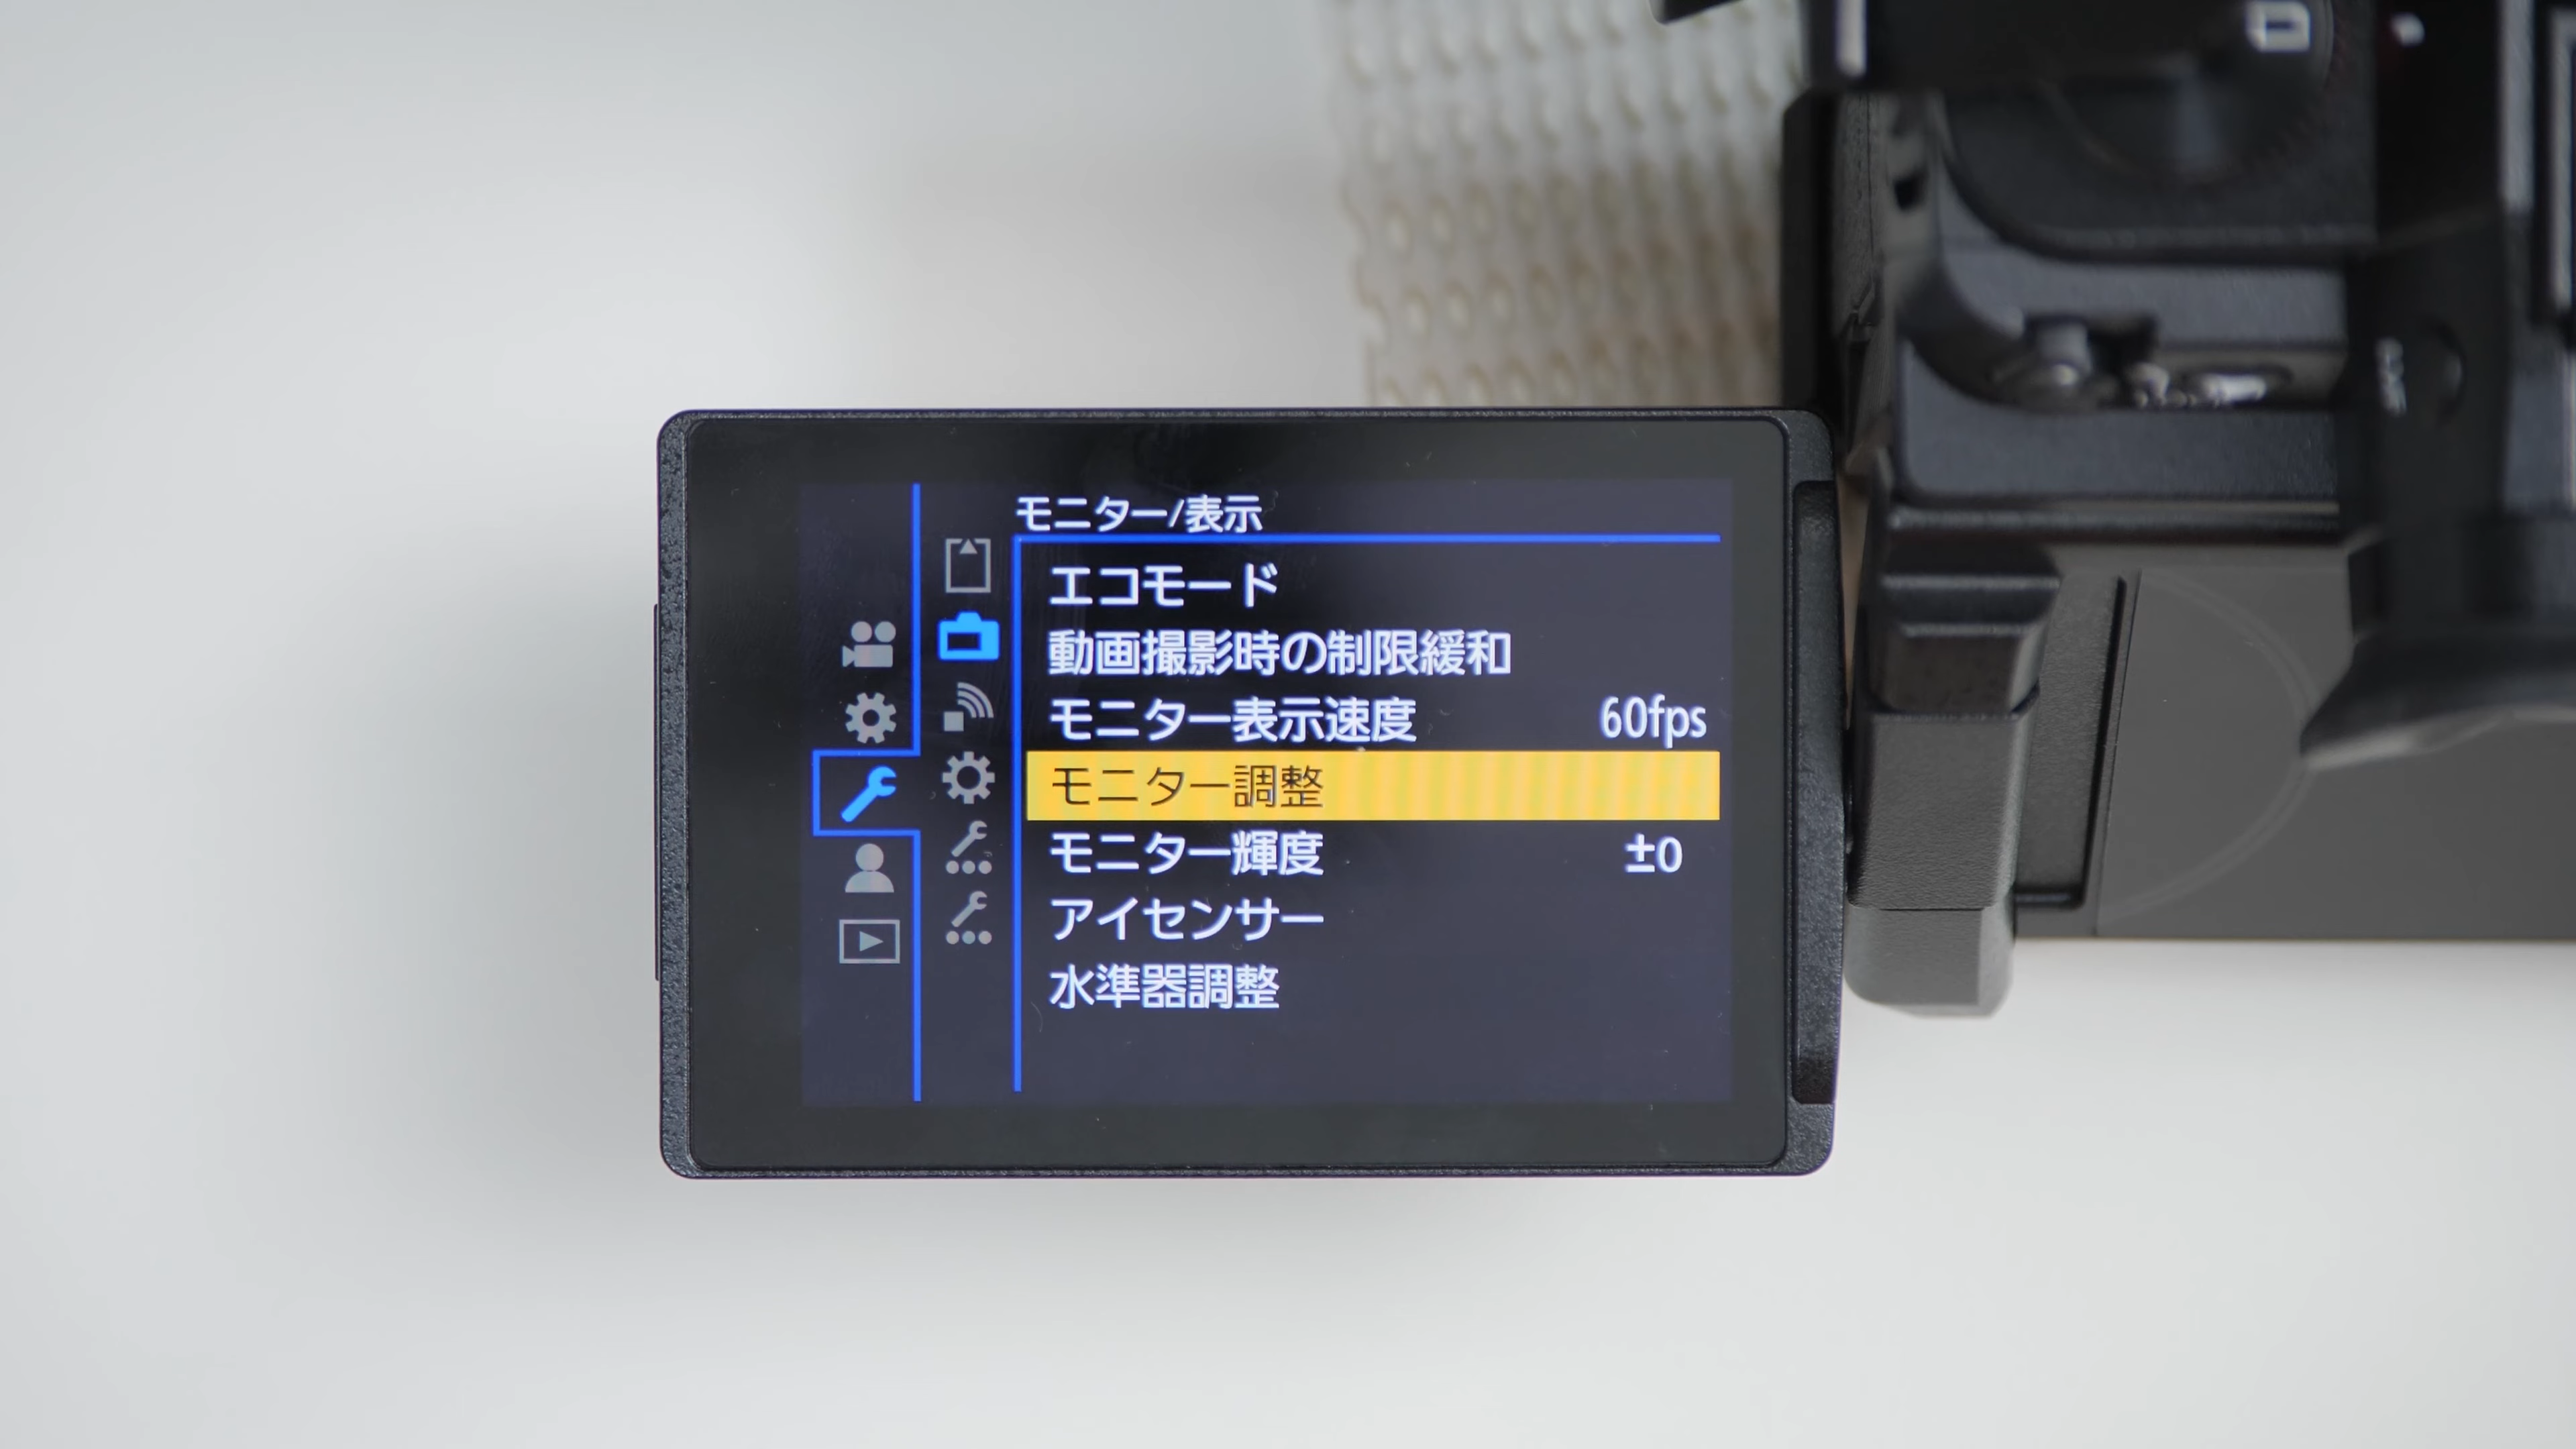 モニター/表示
エコモード
動画撮影時の制限緩和
モニター表示速度 60fps
モニター調整
モニター輝度 ±0
アイセンサー
水準器調整